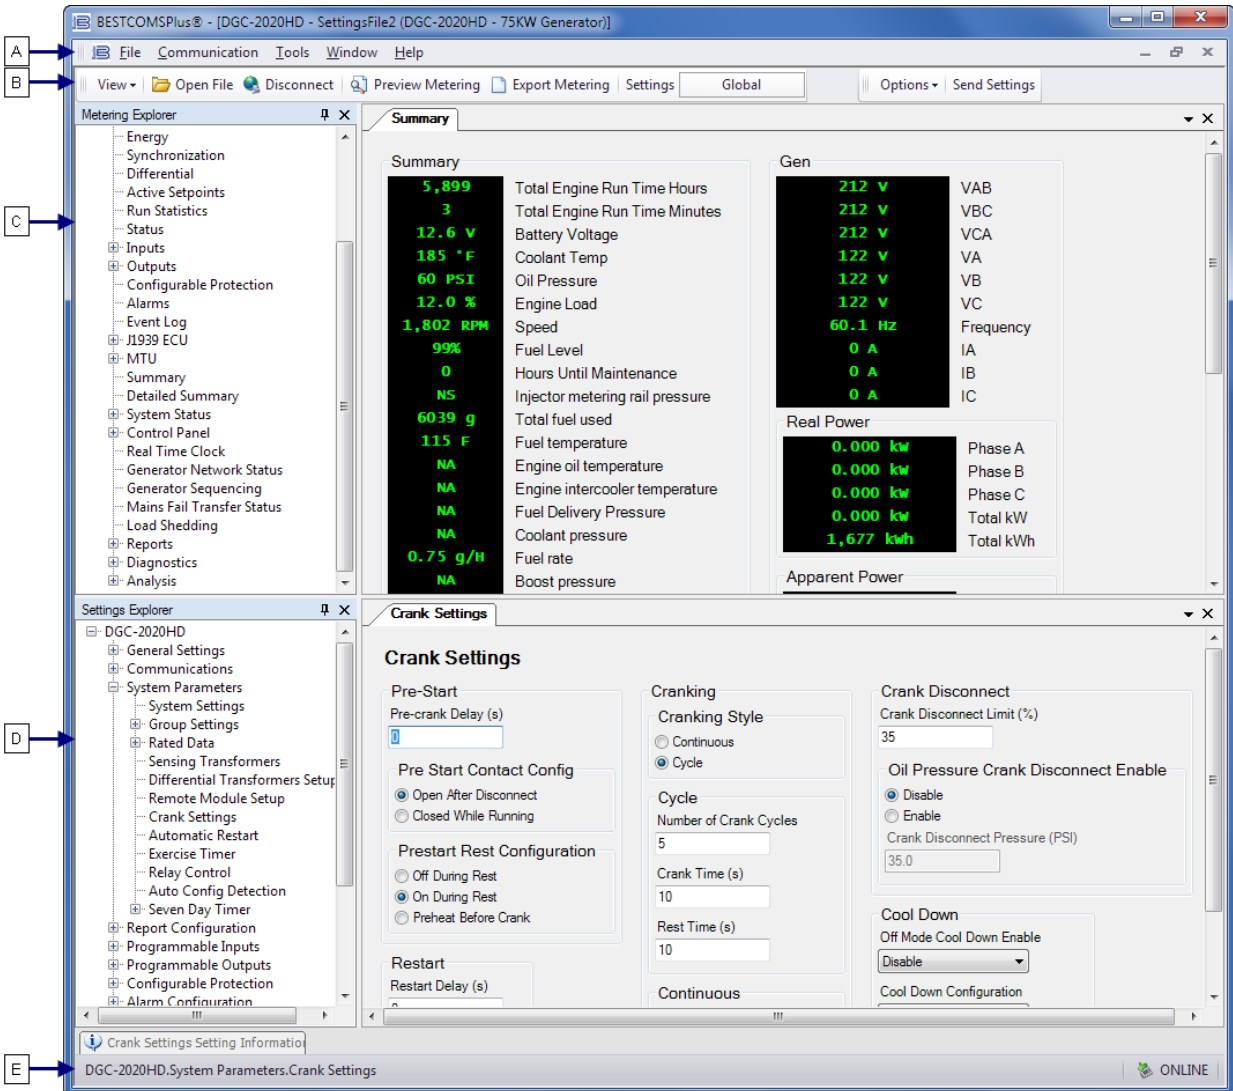 BESTCOMSPlus® - [DGC-2020HD - SettingsFile2 (DGC-2020HD - 75KW Generator)]
A
File Communication Tools Window Help
B
View Open File Disconnect Preview Metering Export Metering Settings Global Options Send Settings
Metering Explorer
C
Energy
Synchronization
Differential
Active Setpoints
Run Statistics
Status
Inputs
Outputs
Configurable Protection
Alarms
Event Log
J1939 ECU
MTU
Summary
Detailed Summary
System Status
Control Panel
Real Time Clock
Generator Network Status
Generator Sequencing
Mains Fail Transfer Status
Load Shedding
Reports
Diagnostics
Analysis
Summary
Summary
5,899 Total Engine Run Time Hours
3 Total Engine Run Time Minutes
12.6 V Battery Voltage
185 °F Coolant Temp
60 PSI Oil Pressure
12.0 % Engine Load
1,802 RPM Speed
99% Fuel Level
0 Hours Until Maintenance
NS Injector metering rail pressure
6039 g Total fuel used
115 F Fuel temperature
NA Engine oil temperature
NA Engine intercooler temperature
NA Fuel Delivery Pressure
NA Coolant pressure
0.75 g/H Fuel rate
NA Boost pressure
Gen
212 V VAB
212 V VBC
212 V VCA
122 V VA
122 V VB
122 V VC
60.1 Hz Frequency
0 A IA
0 A IB
0 A IC
Real Power
0.000 kW Phase A
0.000 kW Phase B
0.000 kW Phase C
0.000 kW Total kW
1,677 kWh Total kWh
Apparent Power
Settings Explorer
D
DGC-2020HD
General Settings
Communications
System Parameters
System Settings
Group Settings
Rated Data
Sensing Transformers
Differential Transformers Setup
Remote Module Setup
Crank Settings
Automatic Restart
Exercise Timer
Relay Control
Auto Config Detection
Seven Day Timer
Report Configuration
Programmable Inputs
Programmable Outputs
Configurable Protection
Alarm Configuration
Crank Settings
Crank Settings
Pre-Start
Pre-crank Delay (s)
0
Pre Start Contact Config
Open After Disconnect
Closed While Running
Prestart Rest Configuration
Off During Rest
On During Rest
Preheat Before Crank
Restart
Restart Delay (s)
Cranking
Cranking Style
Continuous
Cycle
Cycle
Number of Crank Cycles
5
Crank Time (s)
10
Rest Time (s)
10
Continuous
Crank Disconnect
Crank Disconnect Limit (%)
35
Oil Pressure Crank Disconnect Enable
Disable
Enable
Crank Disconnect Pressure (PSI)
35.0
Cool Down
Off Mode Cool Down Enable
Disable
Cool Down Configuration
Crank Settings Setting Information
E
DGC-2020HD.System Parameters.Crank Settings
ONLINE